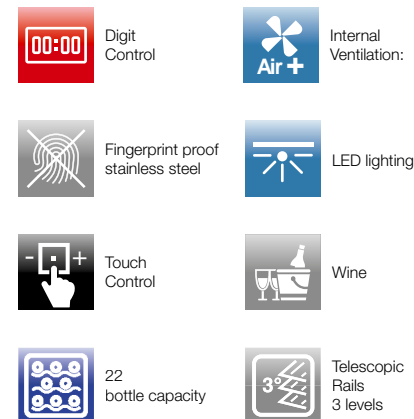 00:00
Digit
Control
Air +
Internal
Ventilation:
Fingerprint proof
stainless steel
LED lighting
- +
Touch
Control
Wine
22
bottle capacity
3°
Telescopic
Rails
3 levels